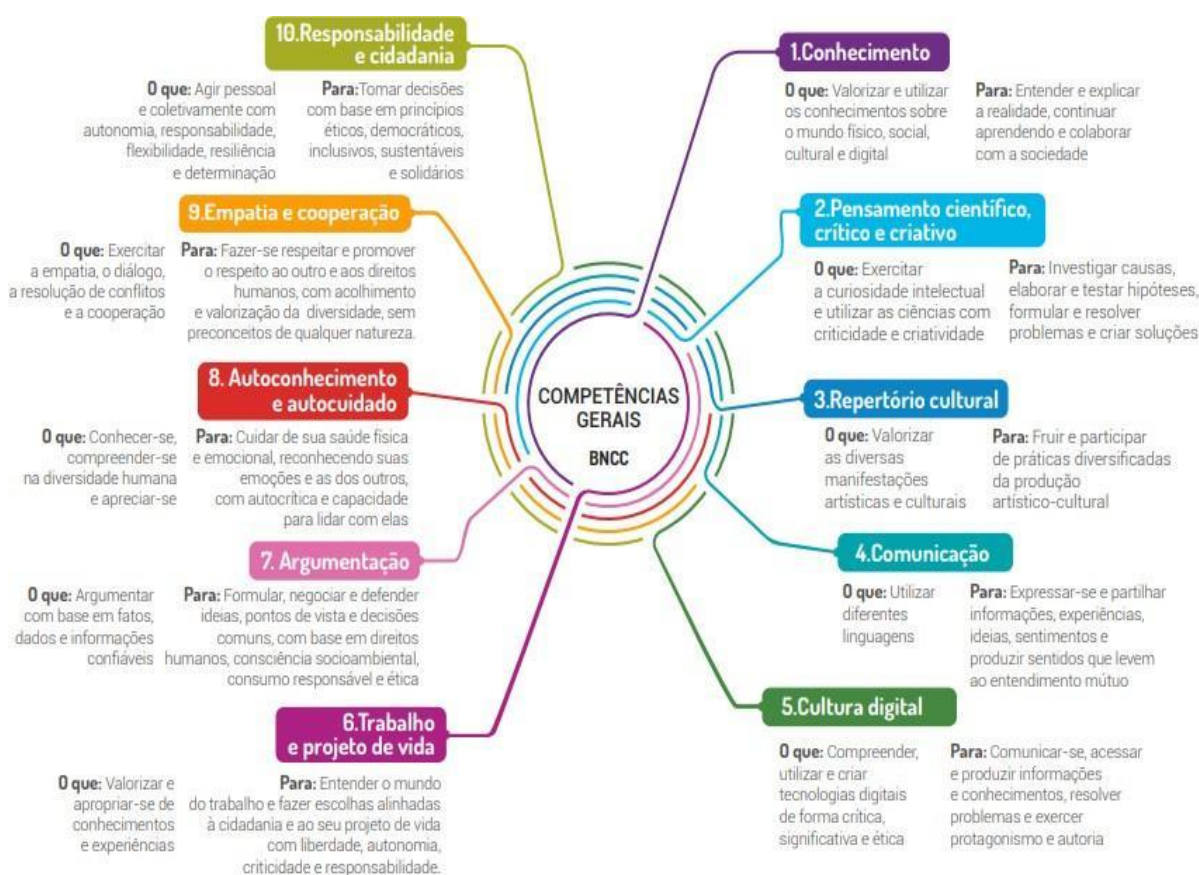 COMPETÊNCIAS
GERAIS
BNCC
1.Conhecimento
O que: Valorizar e utilizar
os conhecimentos sobre
o mundo físico, social,
cultural e digital
Para: Entender e explicar
a realidade, continuar
aprendendo e colaborar
com a sociedade
2.Pensamento científico,
crítico e criativo
O que: Exercitar
a curiosidade intelectual
e utilizar as ciências com
criticidade e criatividade
Para: Investigar causas,
elaborar e testar hipóteses,
formular e resolver
problemas e criar soluções
3.Repertório cultural
O que: Valorizar
as diversas
manifestações
artísticas e culturais
Para: Fruir e participar
de práticas diversificadas
da produção
artístico-cultural
4.Comunicação
O que: Utilizar
diferentes
linguagens
Para: Expressar-se e partilhar
informações, experiências,
ideias, sentimentos e
produzir sentidos que levem
ao entendimento mútuo
5.Cultura digital
O que: Compreender,
utilizar e criar
tecnologias digitais
de forma crítica,
significativa e ética
Para: Comunicar-se, acessar
e produzir informações
e conhecimentos, resolver
problemas e exercer
protagonismo e autoria
6.Trabalho
e projeto de vida
O que: Valorizar e
apropriar-se de
conhecimentos
e experiências
Para: Entender o mundo
do trabalho e fazer escolhas alinhadas
à cidadania e ao seu projeto de vida
com liberdade, autonomia,
criticidade e responsabilidade.
7. Argumentação
O que: Argumentar
com base em fatos,
dados e informações
confiáveis
Para: Formular, negociar e defender
ideias, pontos de vista e decisões
comuns, com base em direitos
humanos, consciência socioambiental,
consumo responsável e ética
8. Autoconhecimento
e autocuidado
O que: Conhecer-se,
compreender-se
na diversidade humana
e apreciar-se
Para: Cuidar de sua saúde física
e emocional, reconhecendo suas
emoções e as dos outros,
com autocrítica e capacidade
para lidar com elas
9.Empatia e cooperação
O que: Exercitar
a empatia, o diálogo,
a resolução de conflitos
e a cooperação
Para: Fazer-se respeitar e promover
o respeito ao outro e aos direitos
humanos, com acolhimento
e valorização da diversidade, sem
preconceitos de qualquer natureza.
10.Responsabilidade
e cidadania
O que: Agir pessoal
e coletivamente com
autonomia, responsabilidade,
flexibilidade, resiliência
e determinação
Para:Tomar decisões
com base em princípios
éticos, democráticos,
inclusivos, sustentáveis
e solidários